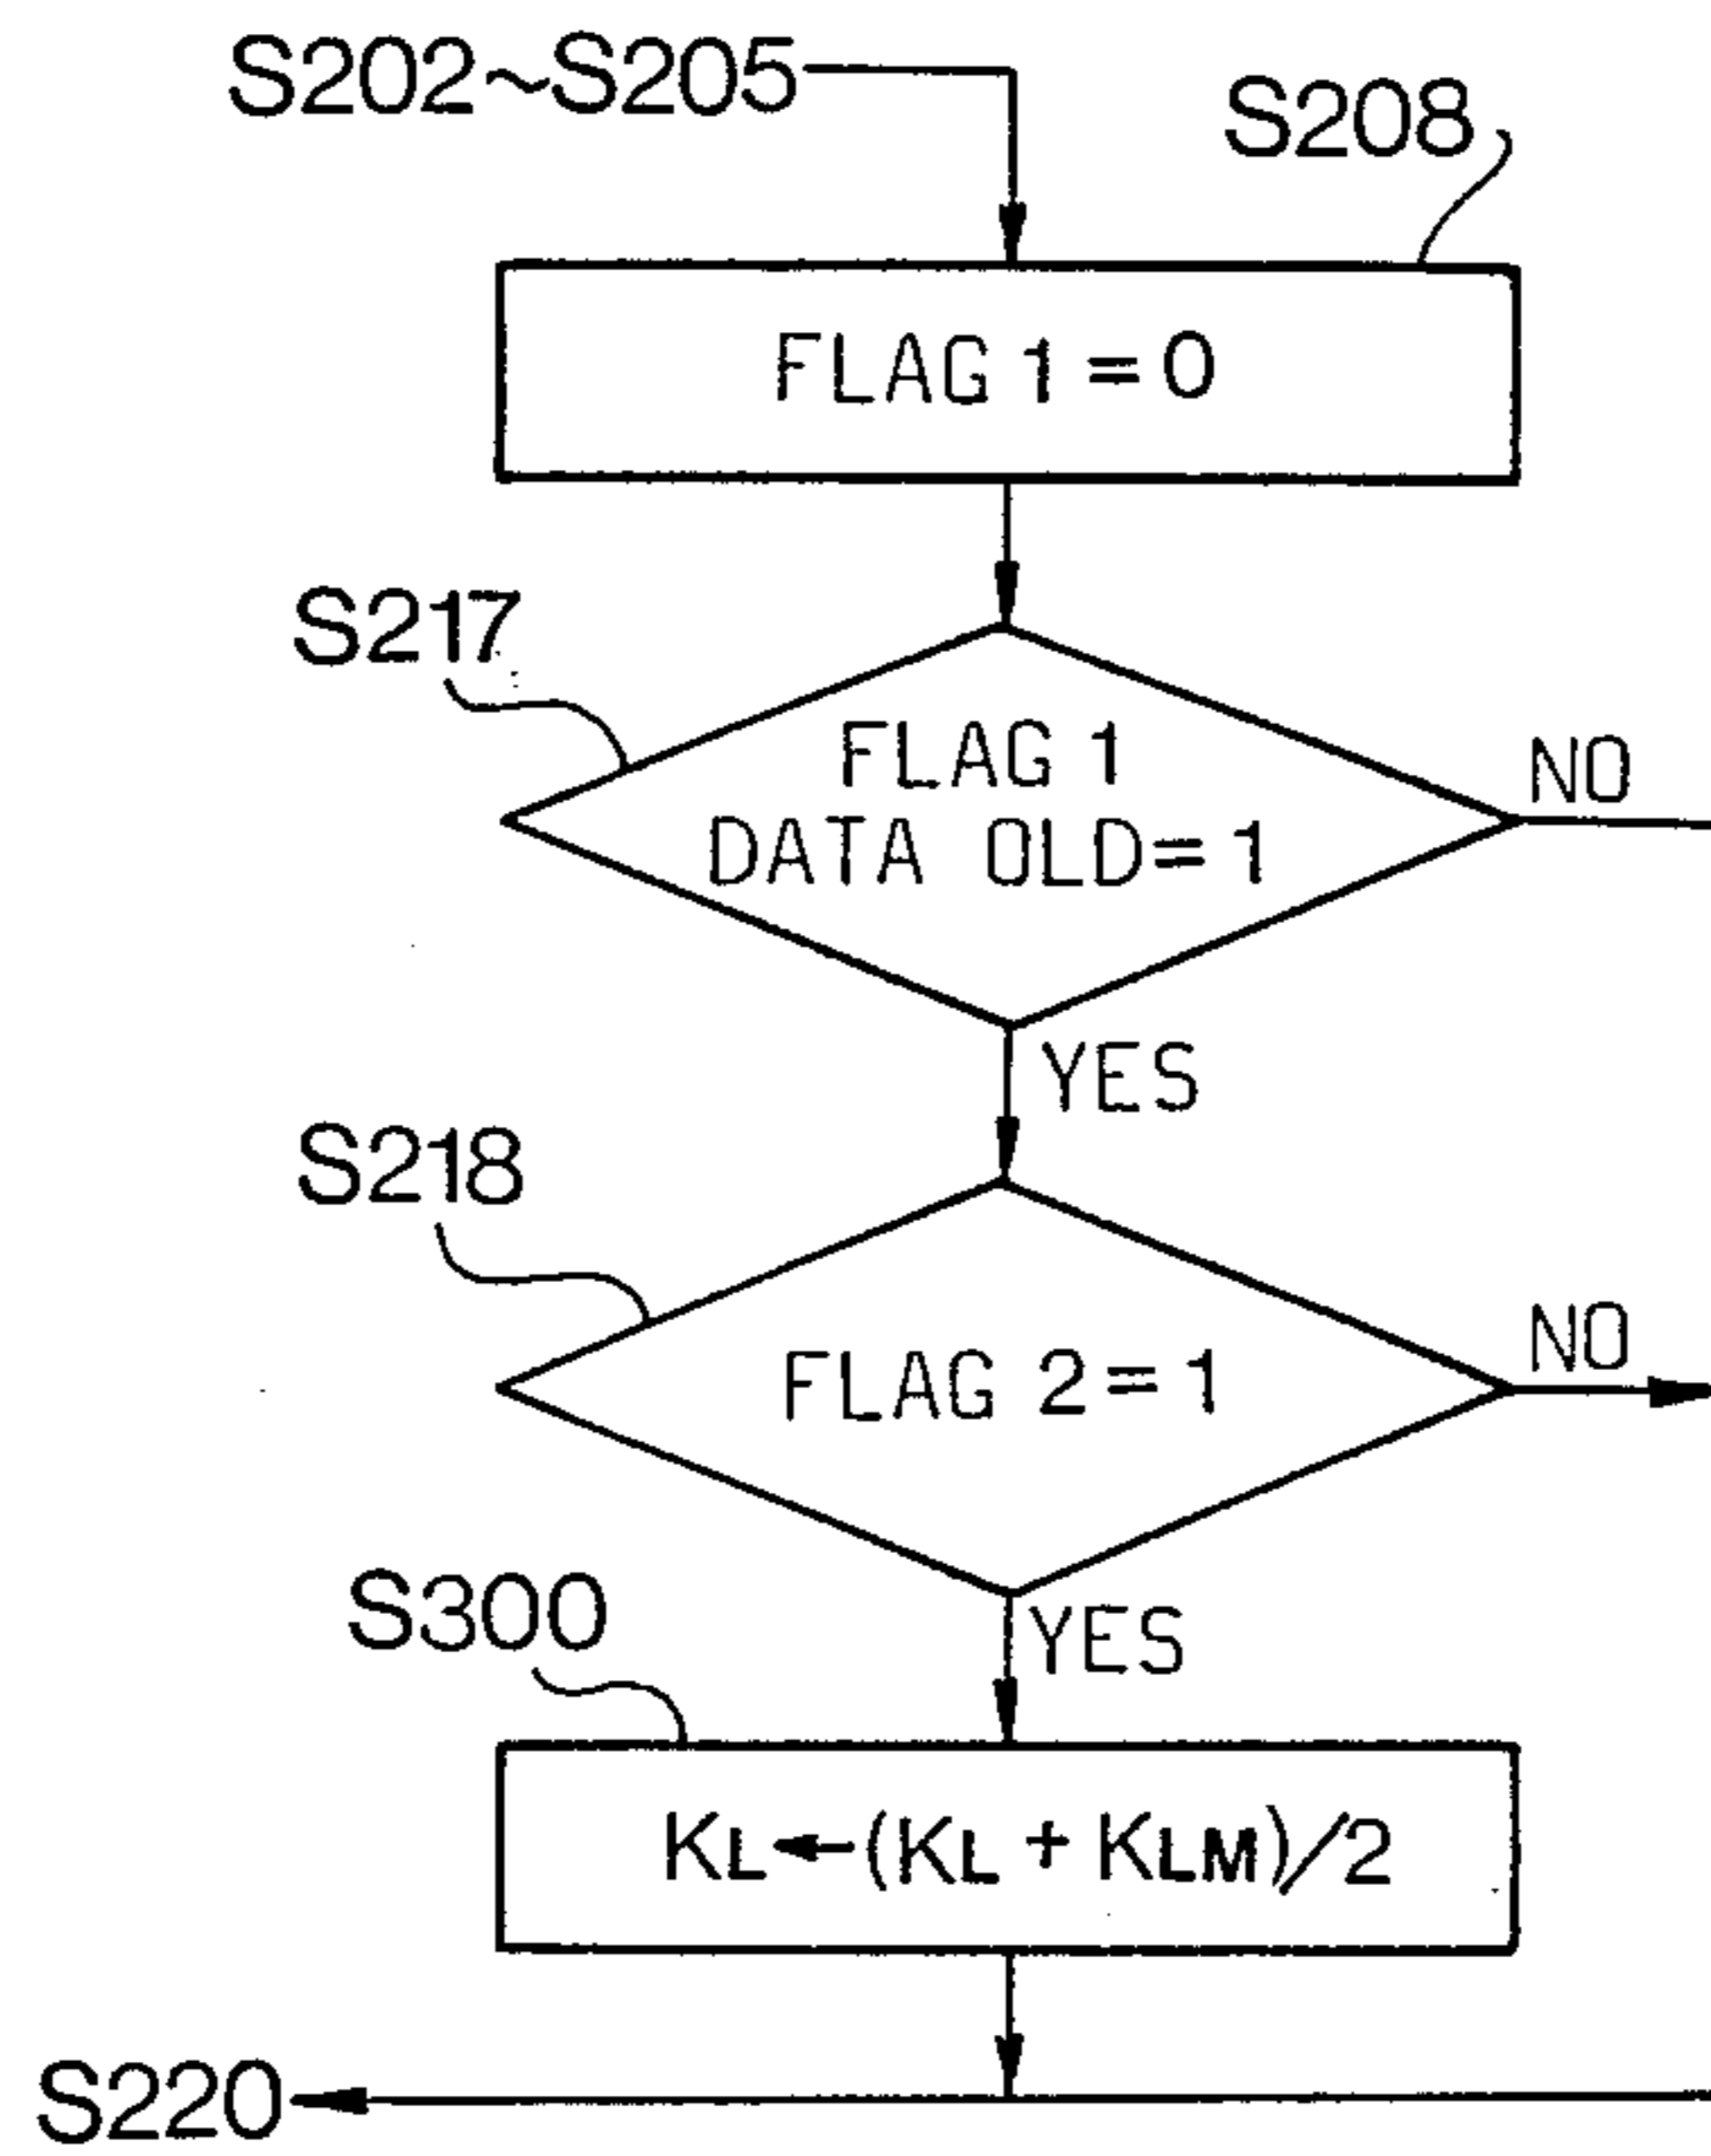 S202~S205
S208
FLAG 1 = 0
S217
FLAG 1
DATA OLD = 1
NO
YES
S218
FLAG 2 = 1
NO
YES
S300
KL←(KL + KLM)/2
S220